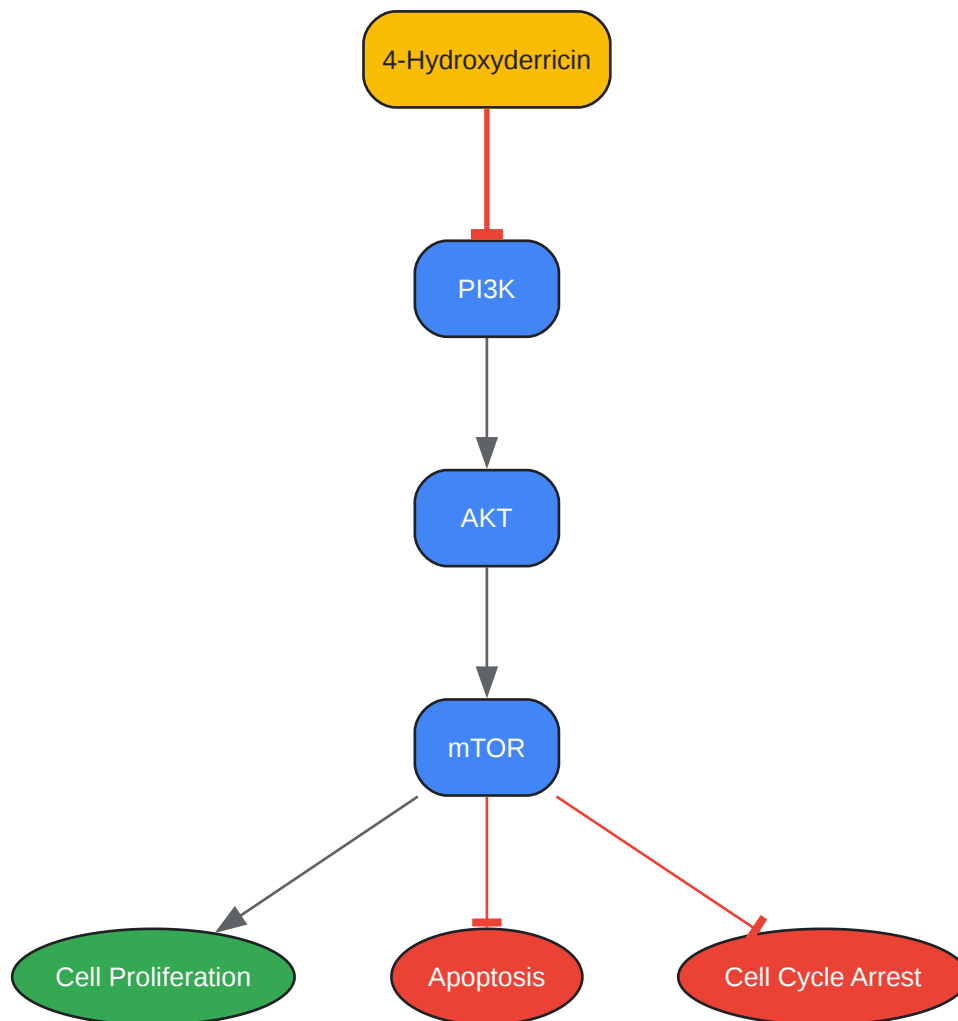 4-Hydroxyderricin
PI3K
AKT
mTOR
Cell Proliferation
Apoptosis
Cell Cycle Arrest